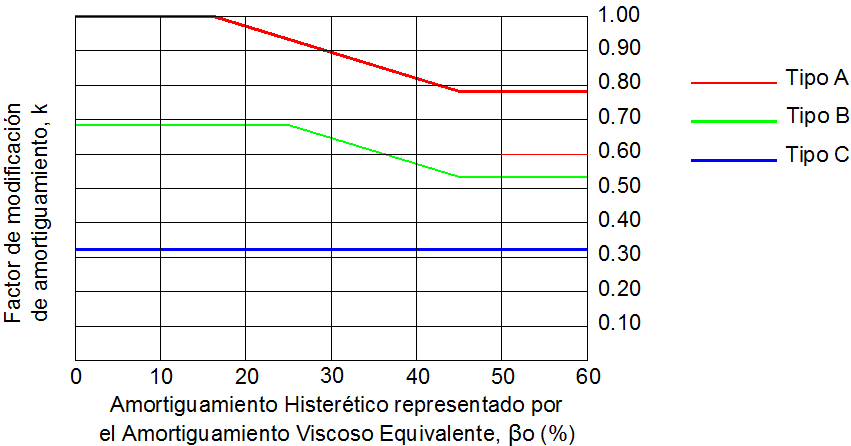 1.00
0.90
0.80
0.70
0.60
0.50
0.40
0.30
0.20
0.10
Factor de modificación
de amortiguamiento, k
0 10 20 30 40 50 60
Amortiguamiento Histerético representado por
el Amortiguamiento Viscoso Equivalente, βo (%)
Tipo A
Tipo B
Tipo C